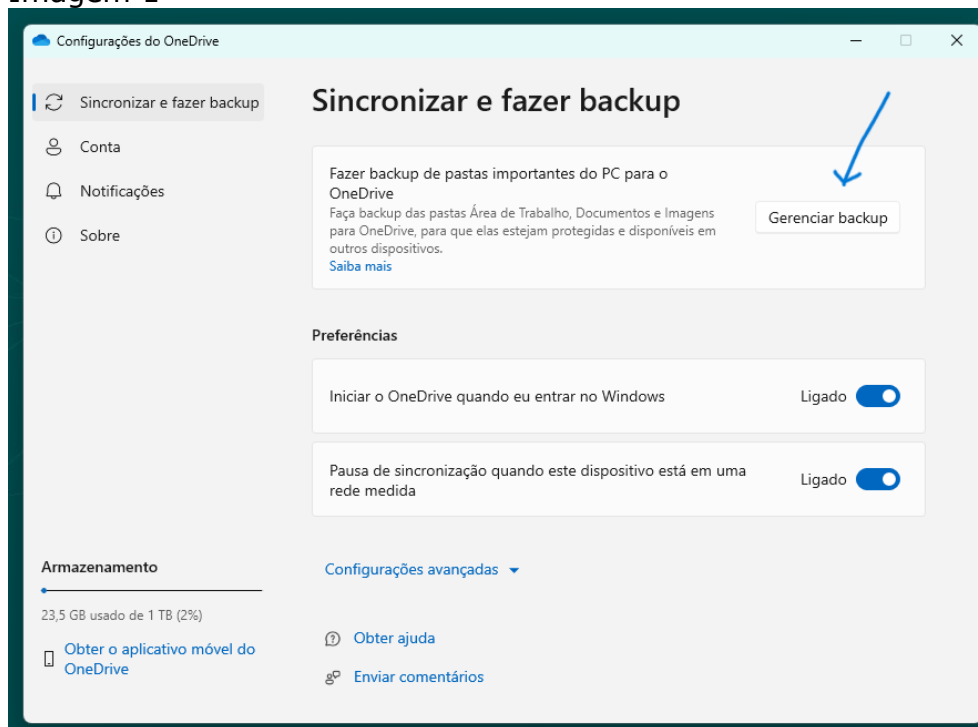 Imagem 1
Configurações do OneDrive
Sincronizar e fazer backup
Conta
Notificações
Sobre
Sincronizar e fazer backup
Fazer backup de pastas importantes do PC para o
OneDrive
Faça backup das pastas Área de Trabalho, Documentos e Imagens
para OneDrive, para que elas estejam protegidas e disponíveis em
outros dispositivos.
Saiba mais
Gerenciar backup
Preferências
Iniciar o OneDrive quando eu entrar no Windows
Ligado
Pausa de sincronização quando este dispositivo está em uma
rede medida
Ligado
Armazenamento
23,5 GB usado de 1 TB (2%)
Obter o aplicativo móvel do
OneDrive
Configurações avançadas
Obter ajuda
Enviar comentários